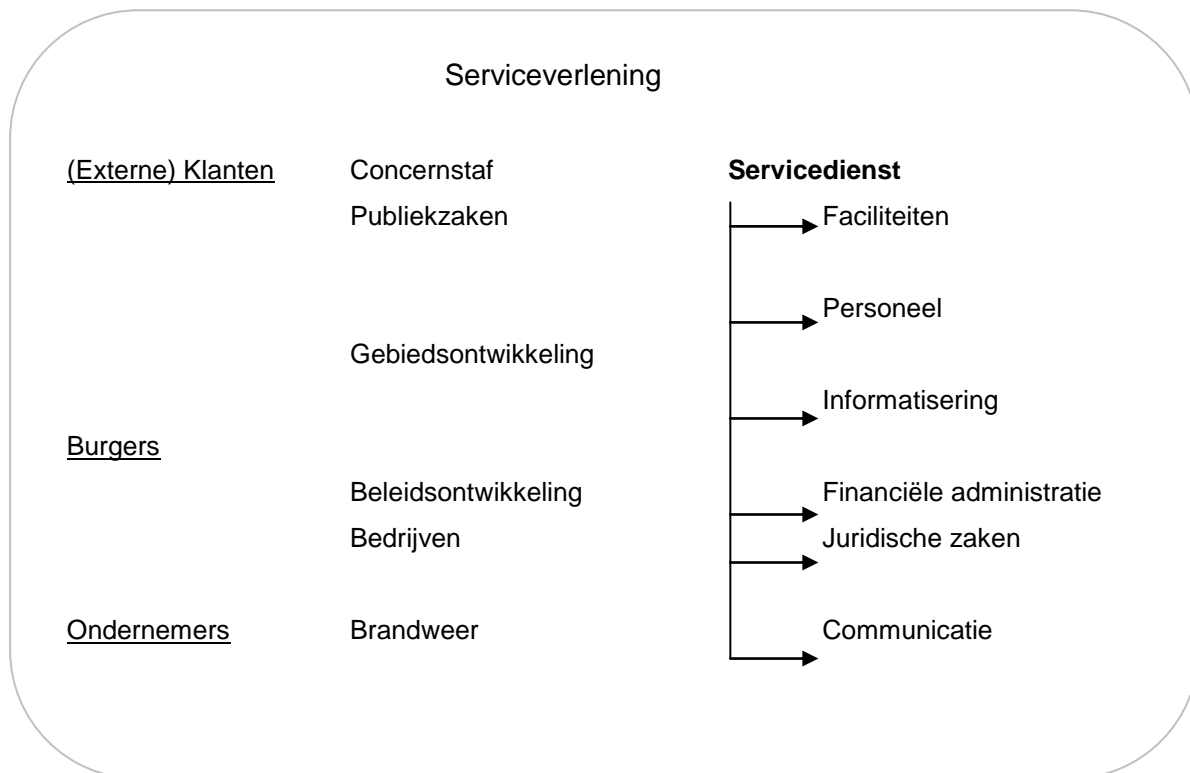 Serviceverlening
(Externe) Klanten Concernstaf Servicedienst
Publiekzaken Faciliteiten
Personeel
Gebiedsontwikkeling
Informatisering
Burgers
Beleidsontwikkeling Financiële administratie
Bedrijven Juridische zaken
Ondernemers Brandweer Communicatie